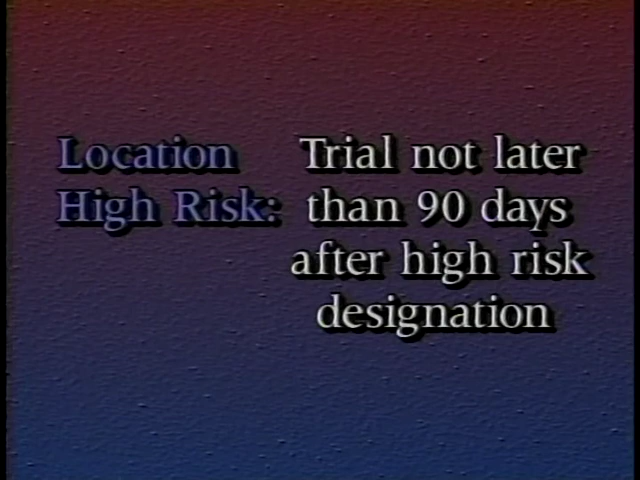 Location
High Risk:
Trial not later
than 90 days
after high risk
designation